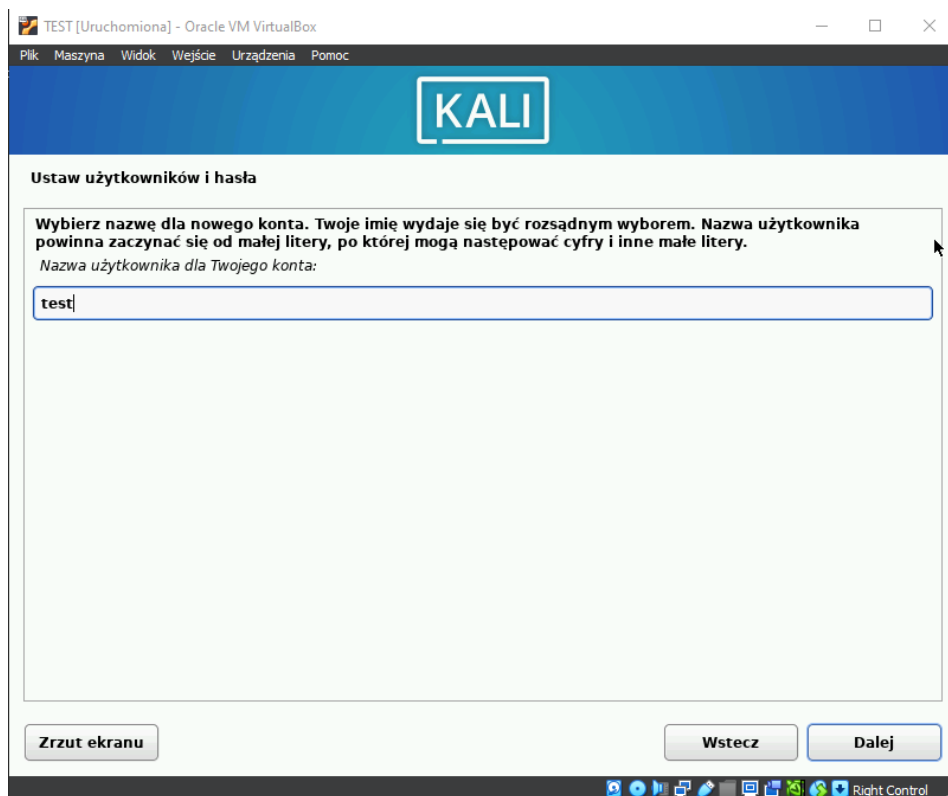 TEST [Uruchomiona] - Oracle VM VirtualBox
Plik Maszyna Widok Wejście Urządzenia Pomoc
KALI
Ustaw użytkowników i hasła
Wybierz nazwę dla nowego konta. Twoje imię wydaje się być rozsądnym wyborem. Nazwa użytkownika
powinna zaczynać się od małej litery, po której mogą następować cyfry i inne małe litery.
Nazwa użytkownika dla Twojego konta:
test
Zrzut ekranu Wstecz Dalej
Right Control